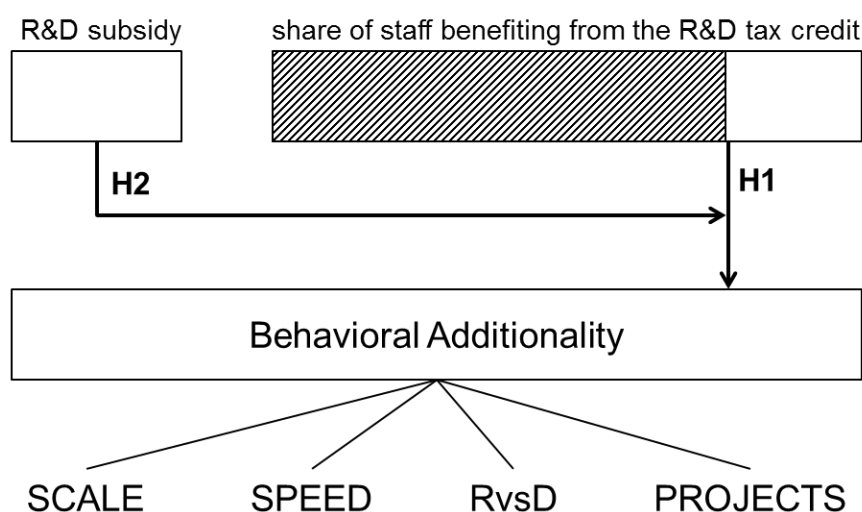 R&D subsidy
share of staff benefiting from the R&D tax credit
H2
H1
Behavioral Additionality
SCALE
SPEED
RvsD
PROJECTS